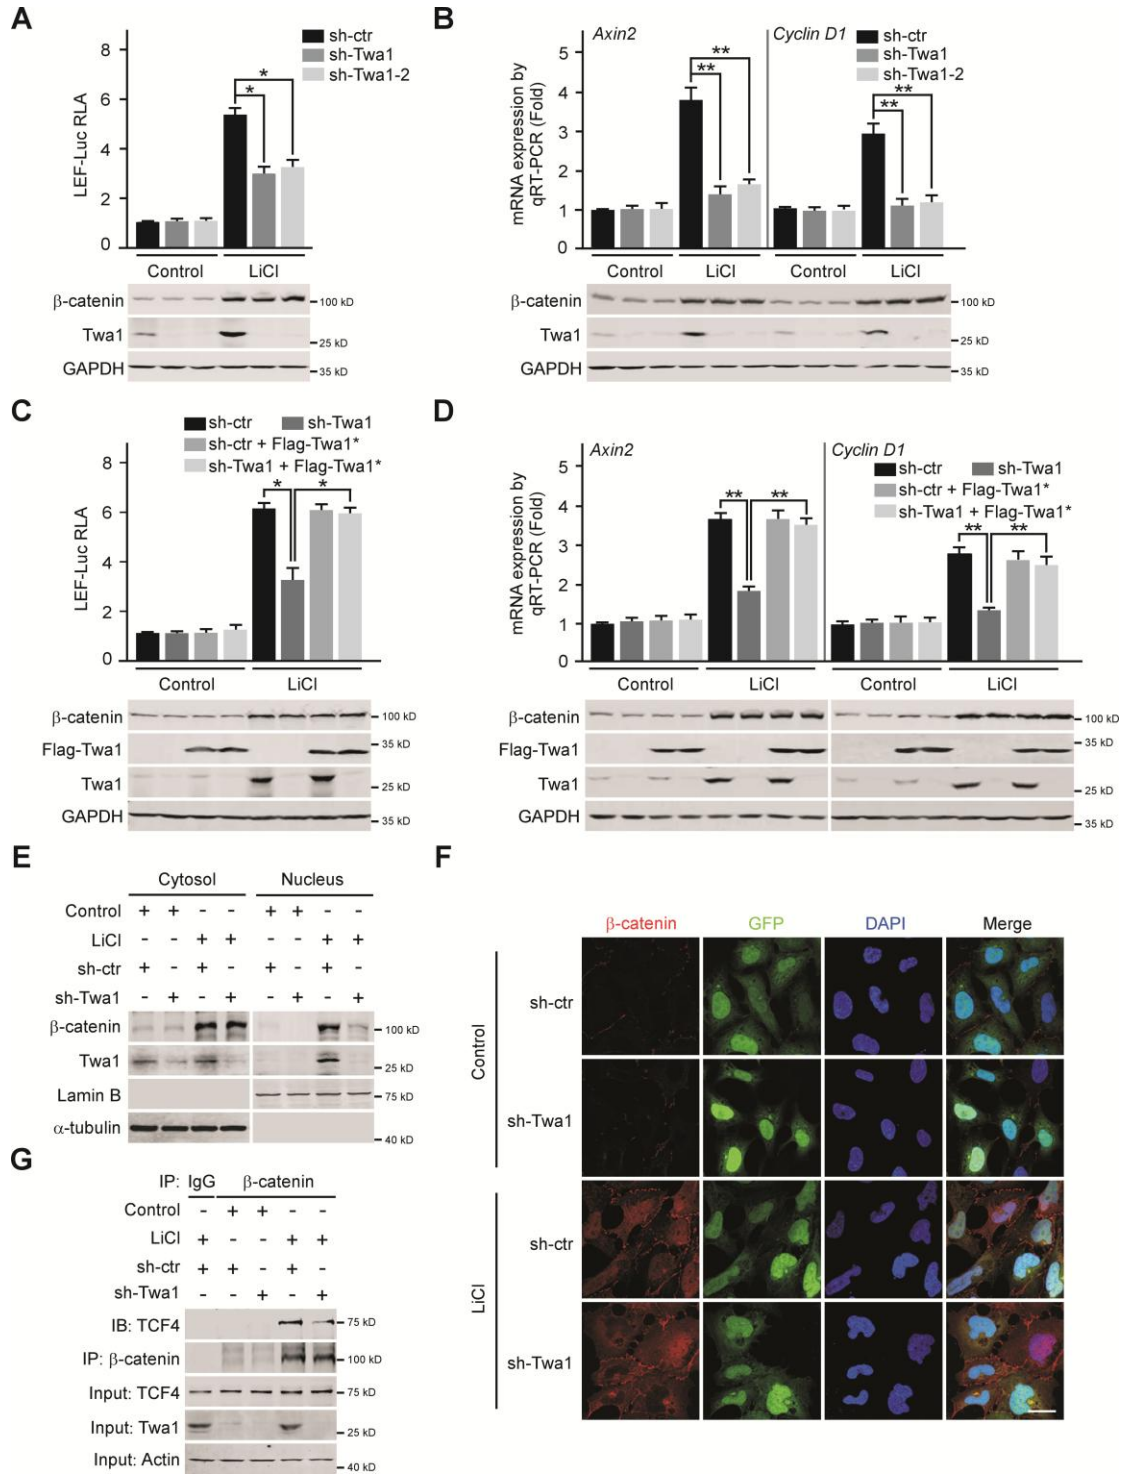 A
sh-ctr
sh-Twa1
sh-Twa1-2
LEF-Luc RLA
8
6
4
2
0
*
*
Control LiCl
β-catenin 100 kD
Twa1 25 kD
GAPDH 35 kD
B
Axin2 Cyclin D1
sh-ctr
sh-Twa1
sh-Twa1-2
mRNA expression by
qRT-PCR (Fold)
5
4
3
2
1
0
**
**
**
**
Control LiCl Control LiCl
β-catenin 100 kD
Twa1 25 kD
GAPDH 35 kD
C
sh-ctr sh-Twa1
sh-ctr + Flag-Twa1*
sh-Twa1 + Flag-Twa1*
LEF-Luc RLA
8
6
4
2
0
* *
Control LiCl
β-catenin 100 kD
Flag-Twa1 35 kD
Twa1 25 kD
GAPDH 35 kD
D
Axin2 Cyclin D1
sh-ctr sh-Twa1
sh-ctr + Flag-Twa1*
sh-Twa1 + Flag-Twa1*
mRNA expression by
qRT-PCR (Fold)
5
4
3
2
1
0
** **
** **
Control LiCl Control LiCl
β-catenin 100 kD
Flag-Twa1 35 kD
Twa1 25 kD
GAPDH 35 kD
E
Cytosol Nucleus
Control + + - - + + - -
LiCl - - + + - - + +
sh-ctr + - + - + - + -
sh-Twa1 - + - + - + - +
β-catenin 100 kD
Twa1 25 kD
Lamin B 75 kD
α-tubulin 40 kD
F
β-catenin GFP DAPI Merge
Control
sh-ctr
sh-Twa1
LiCl
sh-ctr
sh-Twa1
G
IP: IgG β-catenin
Control - + + - -
LiCl + - - + +
sh-ctr + + - + -
sh-Twa1 - - + - +
IB: TCF4 75 kD
IP: β-catenin 100 kD
Input: TCF4 75 kD
Input: Twa1 25 kD
Input: Actin 40 kD